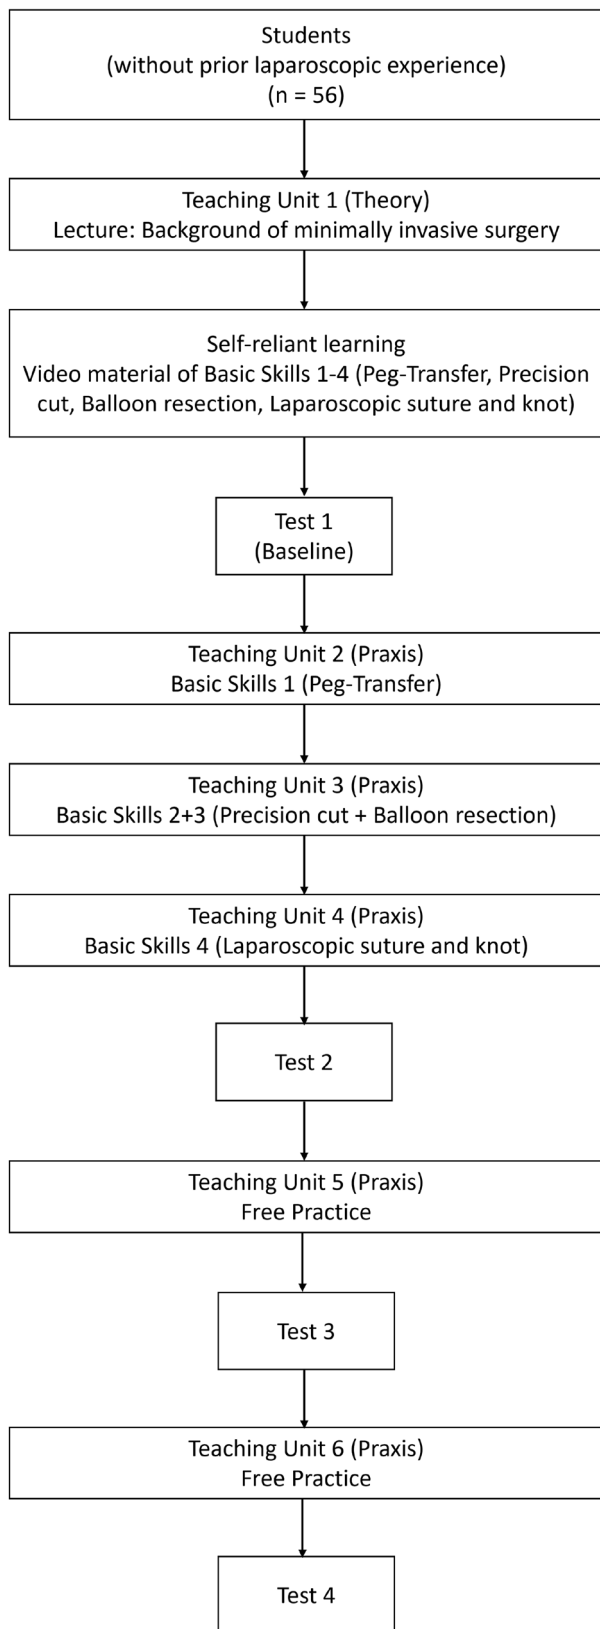 Students
(without prior laparoscopic experience)
(n = 56)
Teaching Unit 1 (Theory)
Lecture: Background of minimally invasive surgery
Self-reliant learning
Video material of Basic Skills 1-4 (Peg-Transfer, Precision
cut, Balloon resection, Laparoscopic suture and knot)
Test 1
(Baseline)
Teaching Unit 2 (Praxis)
Basic Skills 1 (Peg-Transfer)
Teaching Unit 3 (Praxis)
Basic Skills 2+3 (Precision cut + Balloon resection)
Teaching Unit 4 (Praxis)
Basic Skills 4 (Laparoscopic suture and knot)
Test 2
Teaching Unit 5 (Praxis)
Free Practice
Test 3
Teaching Unit 6 (Praxis)
Free Practice
Test 4